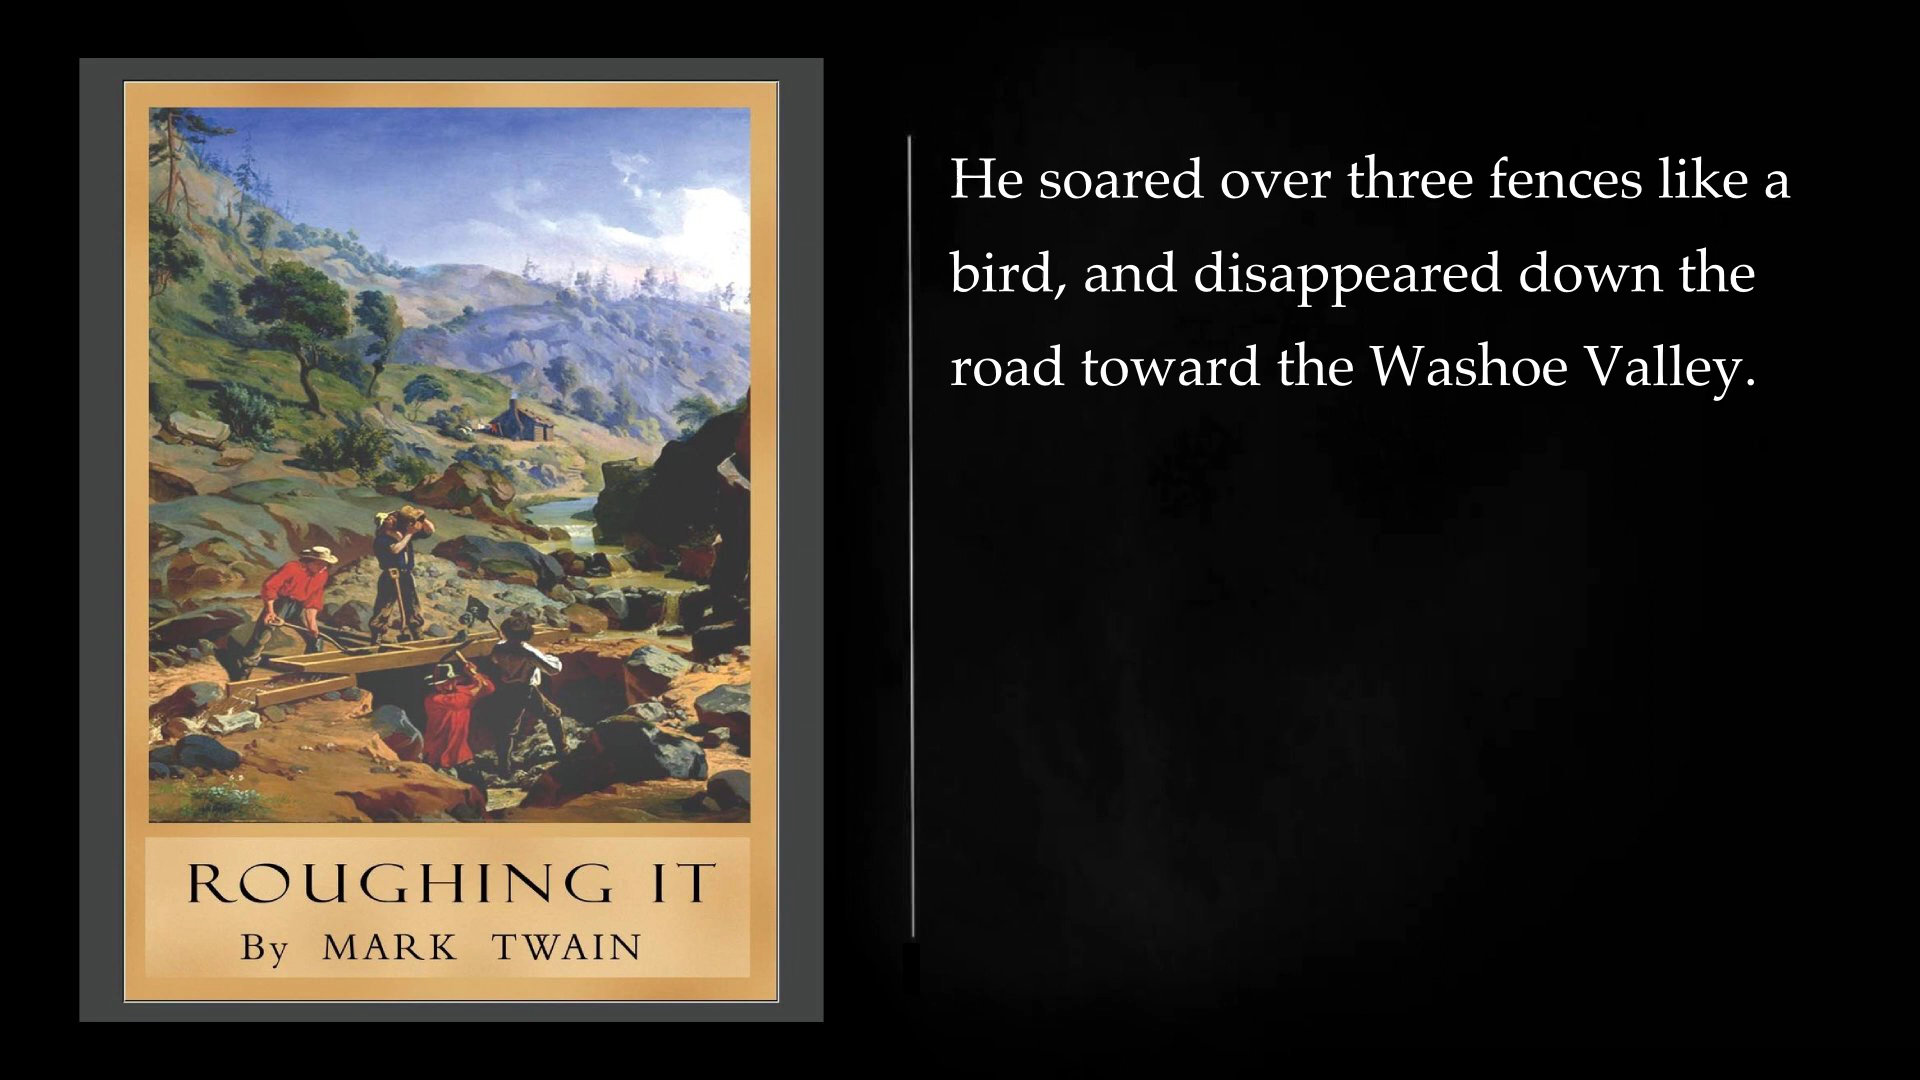 He soared over three fences like a
bird, and disappeared down the
road toward the Washoe Valley.
ROUGHING IT
By MARK TWAIN